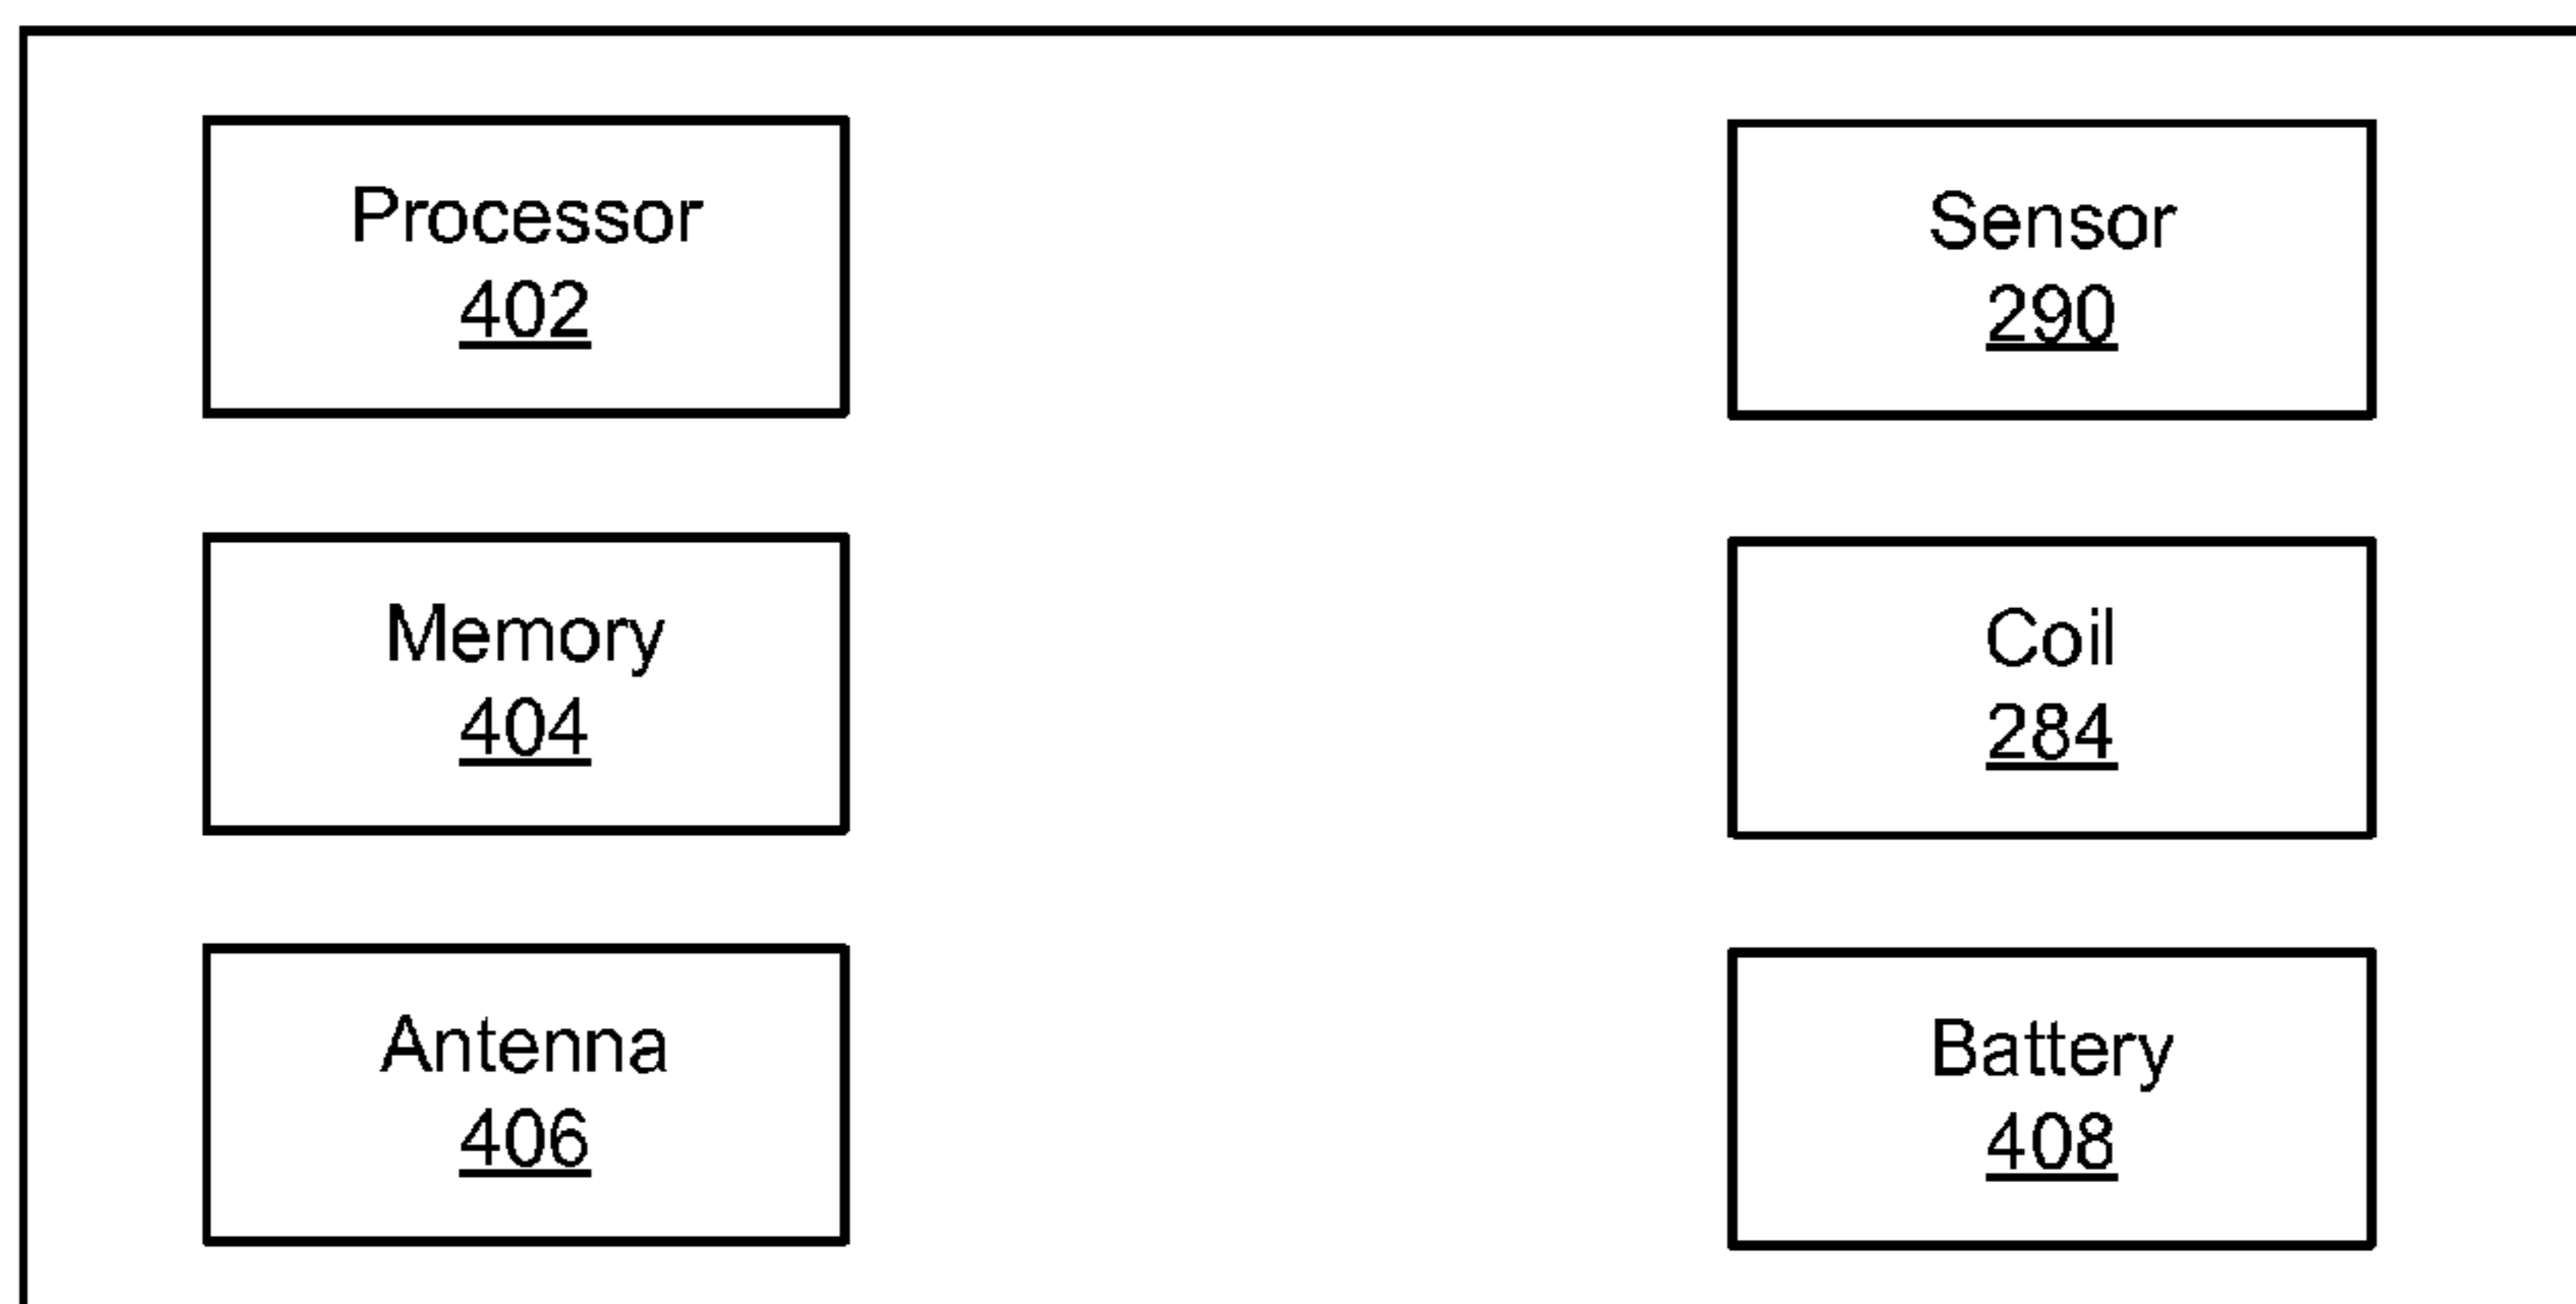 Processor
402
Sensor
290
Memory
404
Coil
284
Antenna
406
Battery
408